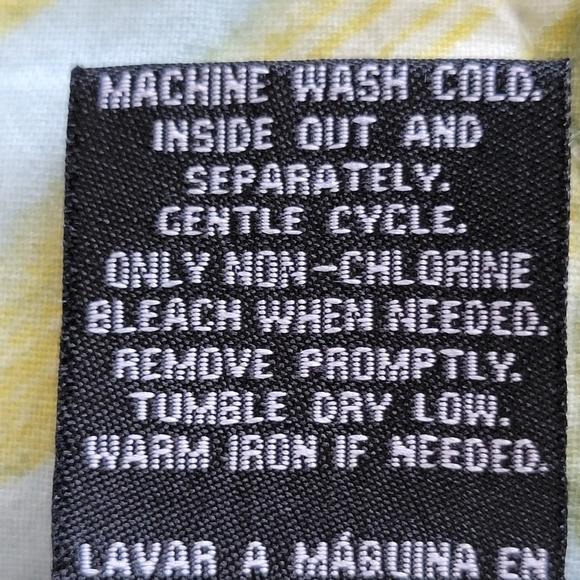 MACHINE WASH COLD.
INSIDE OUT AND
SEPARATELY.
GENTLE CYCLE.
ONLY NON-CHLORINE
BLEACH WHEN NEEDED.
REMOVE PROMPTLY.
TUMBLE DRY LOW.
WARM IRON IF NEEDED.
LAVAR A MÁQUINA EN